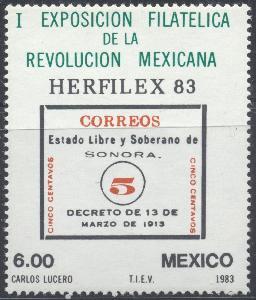 I EXPOSICION FILATELICA
DE LA
REVOLUCION MEXICANA
HERFILEX 83
CORREOS
Estado Libre y Soberano de
SONORA.
CINCO CENTAVOS
5
CINCO CENTAVOS
DECRETO DE 13 DE
MARZO DE 1913
6.00 MEXICO
CARLOS LUCERO T.I.E.V. 1983